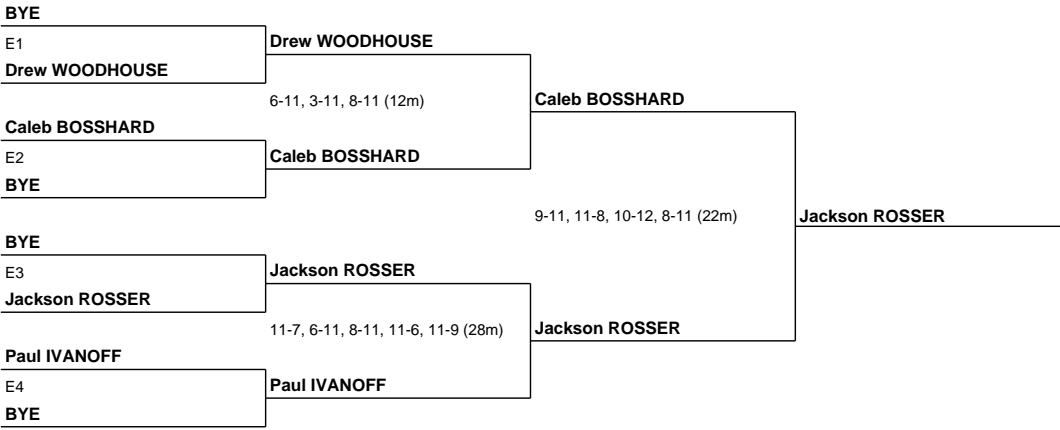 BYE
E1
Drew WOODHOUSE
Drew WOODHOUSE
6-11, 3-11, 8-11 (12m)
Caleb BOSSHARD
Caleb BOSSHARD
E2
Caleb BOSSHARD
BYE
9-11, 11-8, 10-12, 8-11 (22m)
Jackson ROSSER
BYE
E3
Jackson ROSSER
Jackson ROSSER
11-7, 6-11, 8-11, 11-6, 11-9 (28m)
Jackson ROSSER
Paul IVANOFF
E4
Paul IVANOFF
BYE